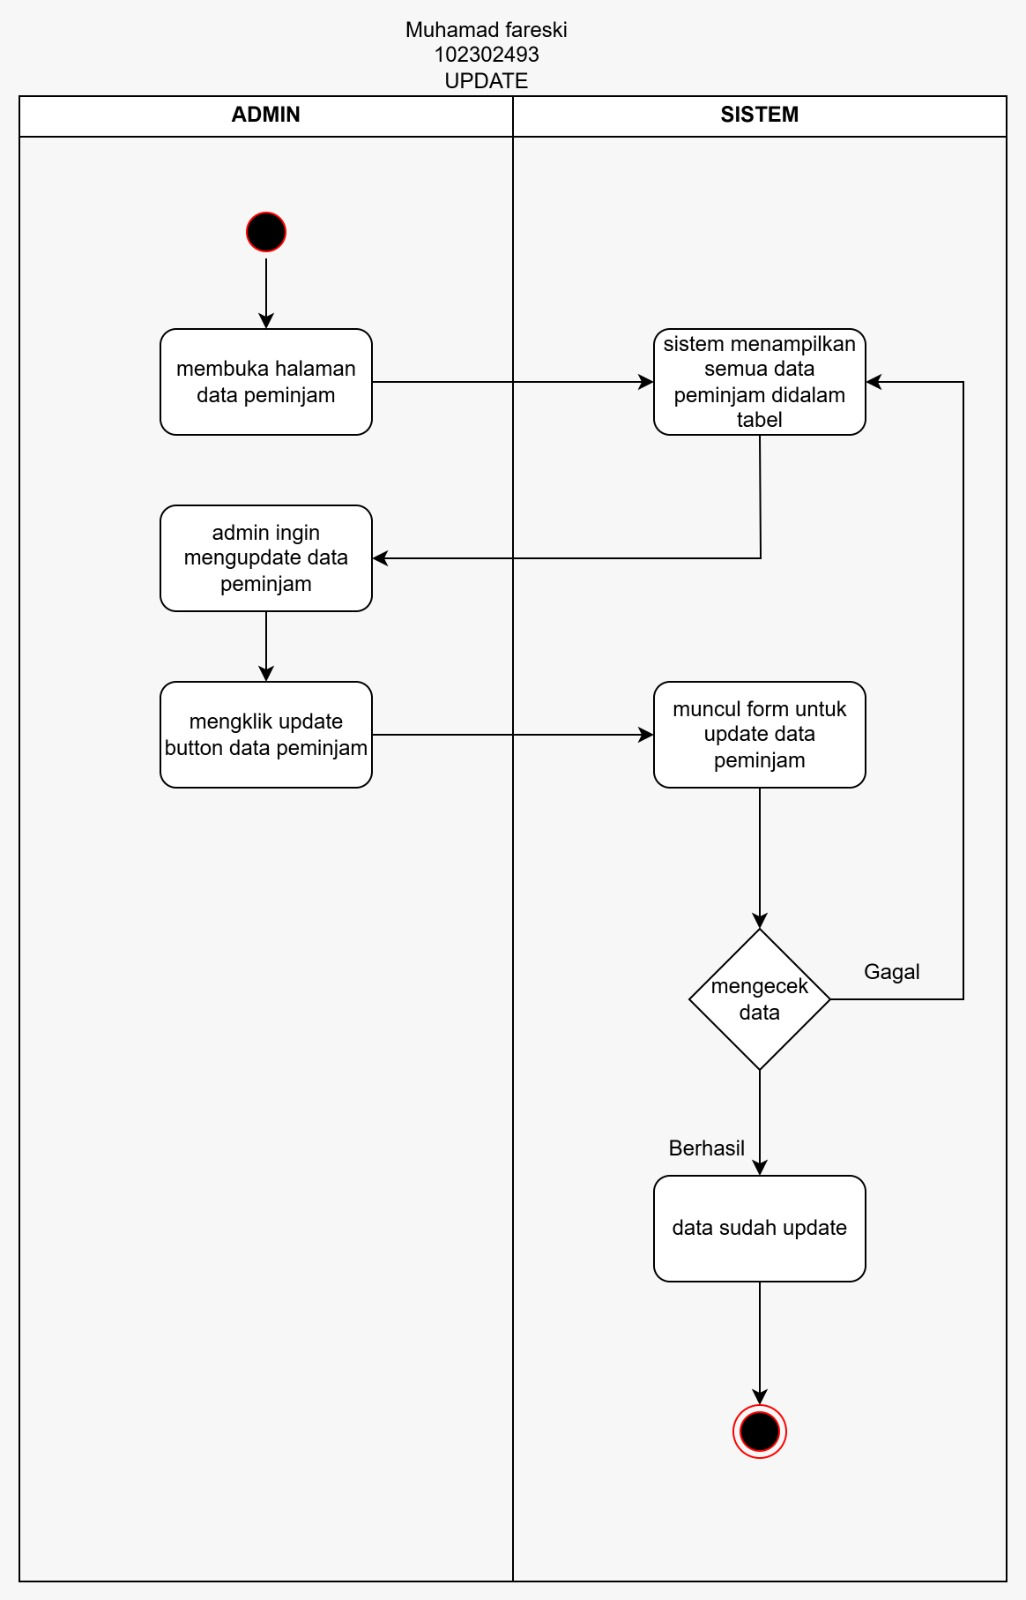 Muhamad fareski
102302493
UPDATE
ADMIN
SISTEM
membuka halaman
data peminjam
sistem menampilkan
semua data
peminjam didalam
tabel
admin ingin
mengupdate data
peminjam
mengklik update
button data peminjam
muncul form untuk
update data
peminjam
mengecek
data
Gagal
Berhasil
data sudah update